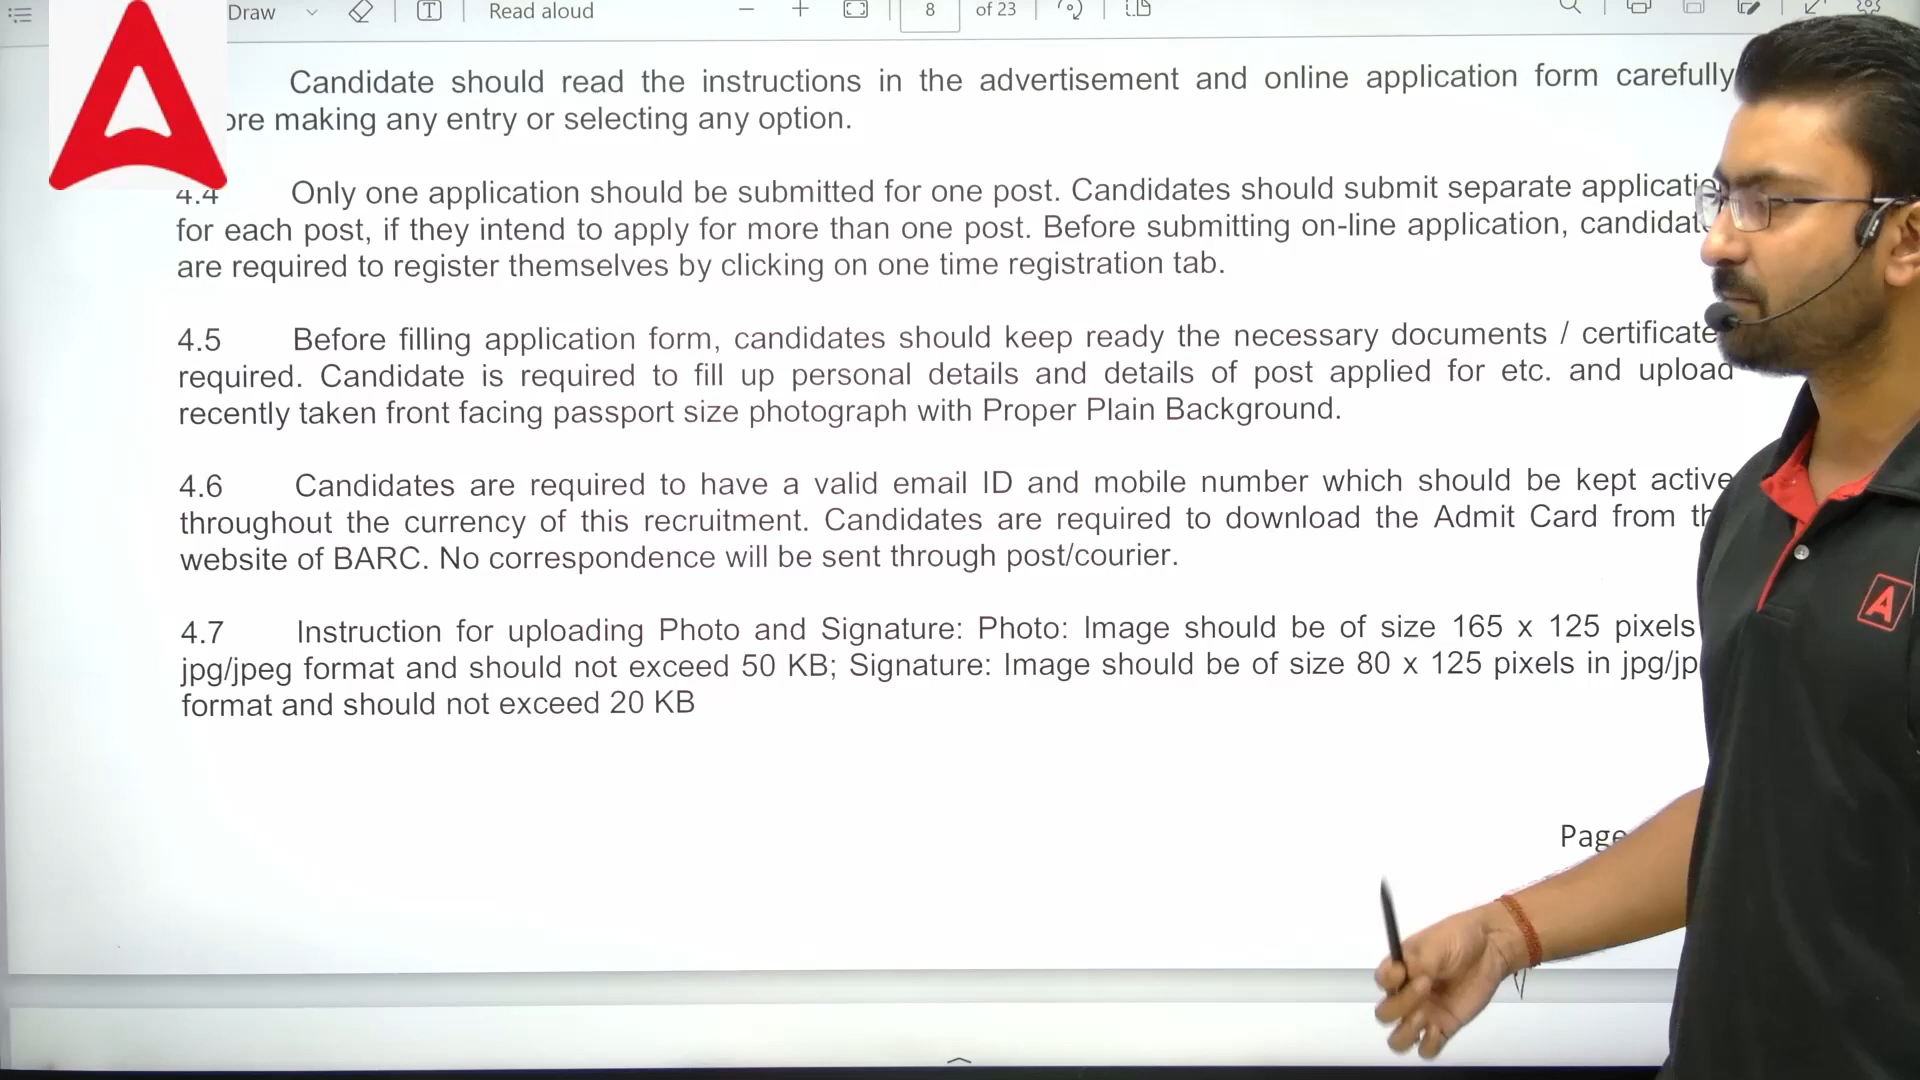 Draw Read aloud 8 of 23
Candidate should read the instructions in the advertisement and online application form carefully
making any entry or selecting any option.
4.4 Only one application should be submitted for one post. Candidates should submit separate
for each post, if they intend to apply for more than one post. Before submitting on-line application,
are required to register themselves by clicking on one time registration tab.
4.5 Before filling application form, candidates should keep ready the necessary documents /
required. Candidate is required to fill up personal details and details of post applied for etc. and upload
recently taken front facing passport size photograph with Proper Plain Background.
4.6 Candidates are required to have a valid email ID and mobile number which should be kept active
throughout the currency of this recruitment. Candidates are required to download the Admit Card from
website of BARC. No correspondence will be sent through post/courier.
4.7 Instruction for uploading Photo and Signature: Photo: Image should be of size 165 x 125 pixels
jpg/jpeg format and should not exceed 50 KB; Signature: Image should be of size 80 x 125 pixels in
format and should not exceed 20 KB
Page